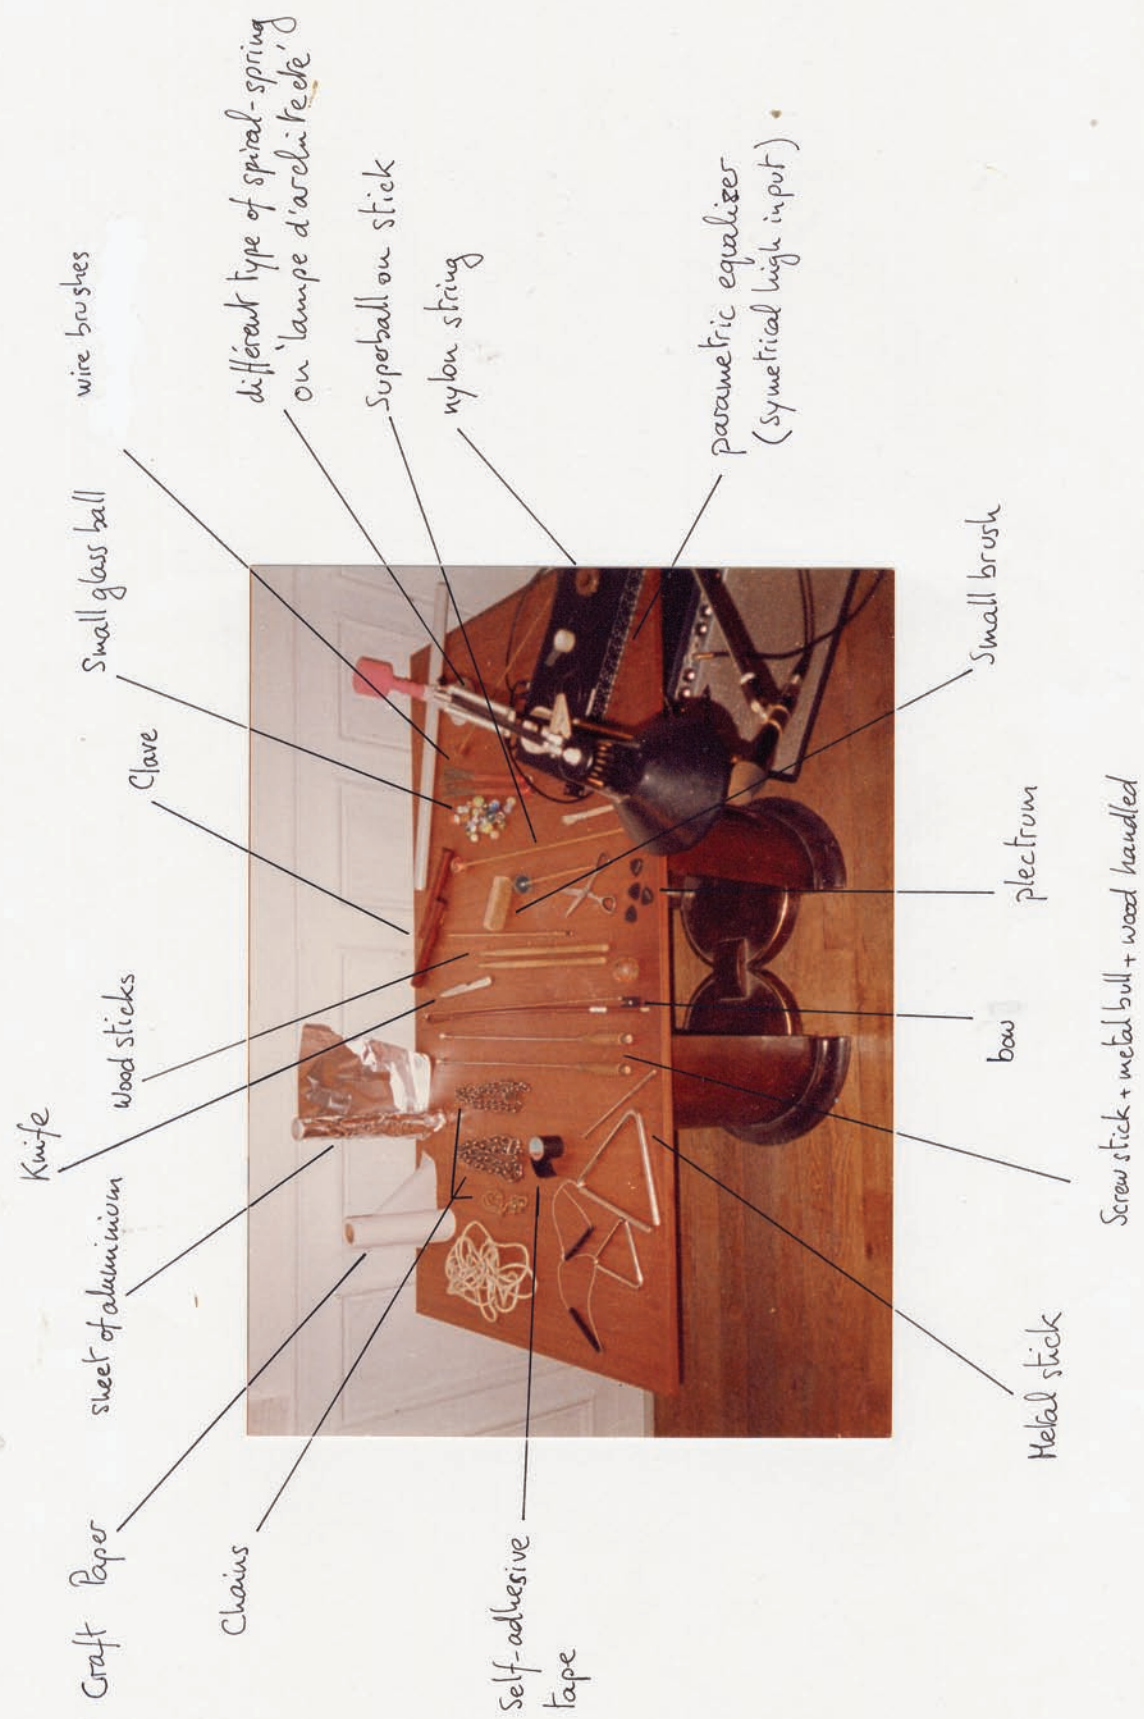 Craft Paper
sheet of aluminium
Knife
Wood sticks
Clave
Small glass ball
wire brushes
différent type of spiral-spring
on 'lampe d'architecte'
Superball on stick
nylon string
parametric equalizer
(symetrical high input)
Chains
Self-adhesive
tape
Metal stick
Screw stick + metal bull + wood handled
bow
plectrum
Small brush